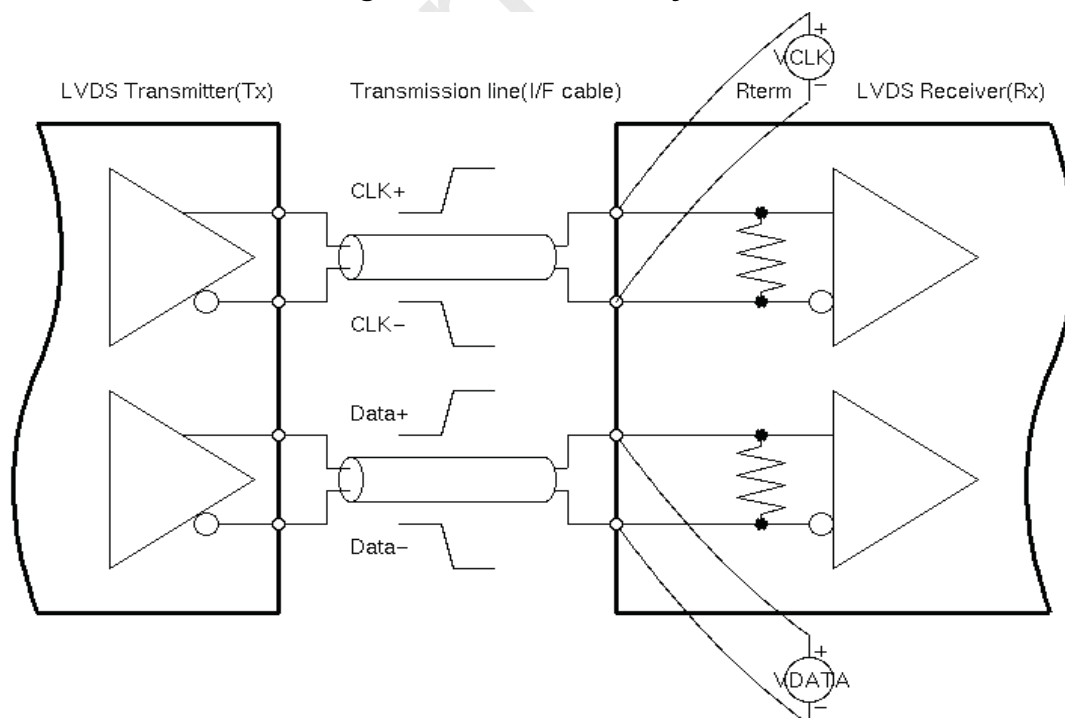 LVDS Transmitter(Tx)
Transmission line(I/F cable)
Rterm
LVDS Receiver(Rx)
+
VCLK
−
CLK+
CLK−
Data+
Data−
+
VDATA
−